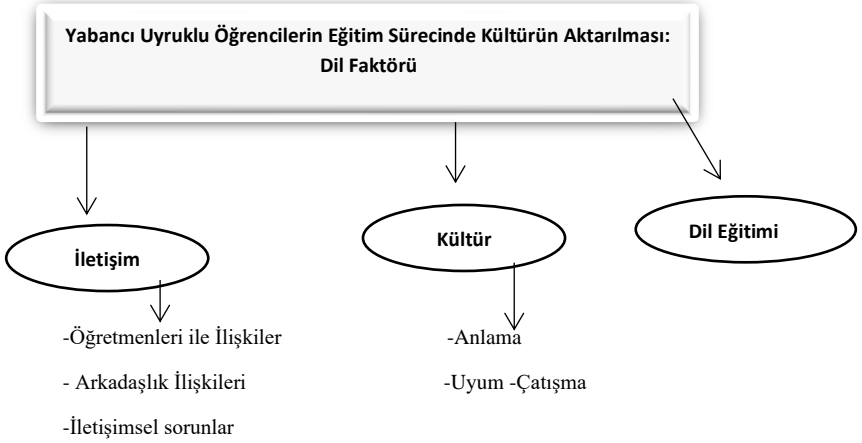 Yabancı Uyruklu Öğrencilerin Eğitim Sürecinde Kültürün Aktarılması:
Dil Faktörü
İletişim
Kültür
Dil Eğitimi
-Öğretmenleri ile İlişkiler
- Arkadaşlık İlişkileri
-İletişimsel sorunlar
-Anlama
-Uyum -Çatışma